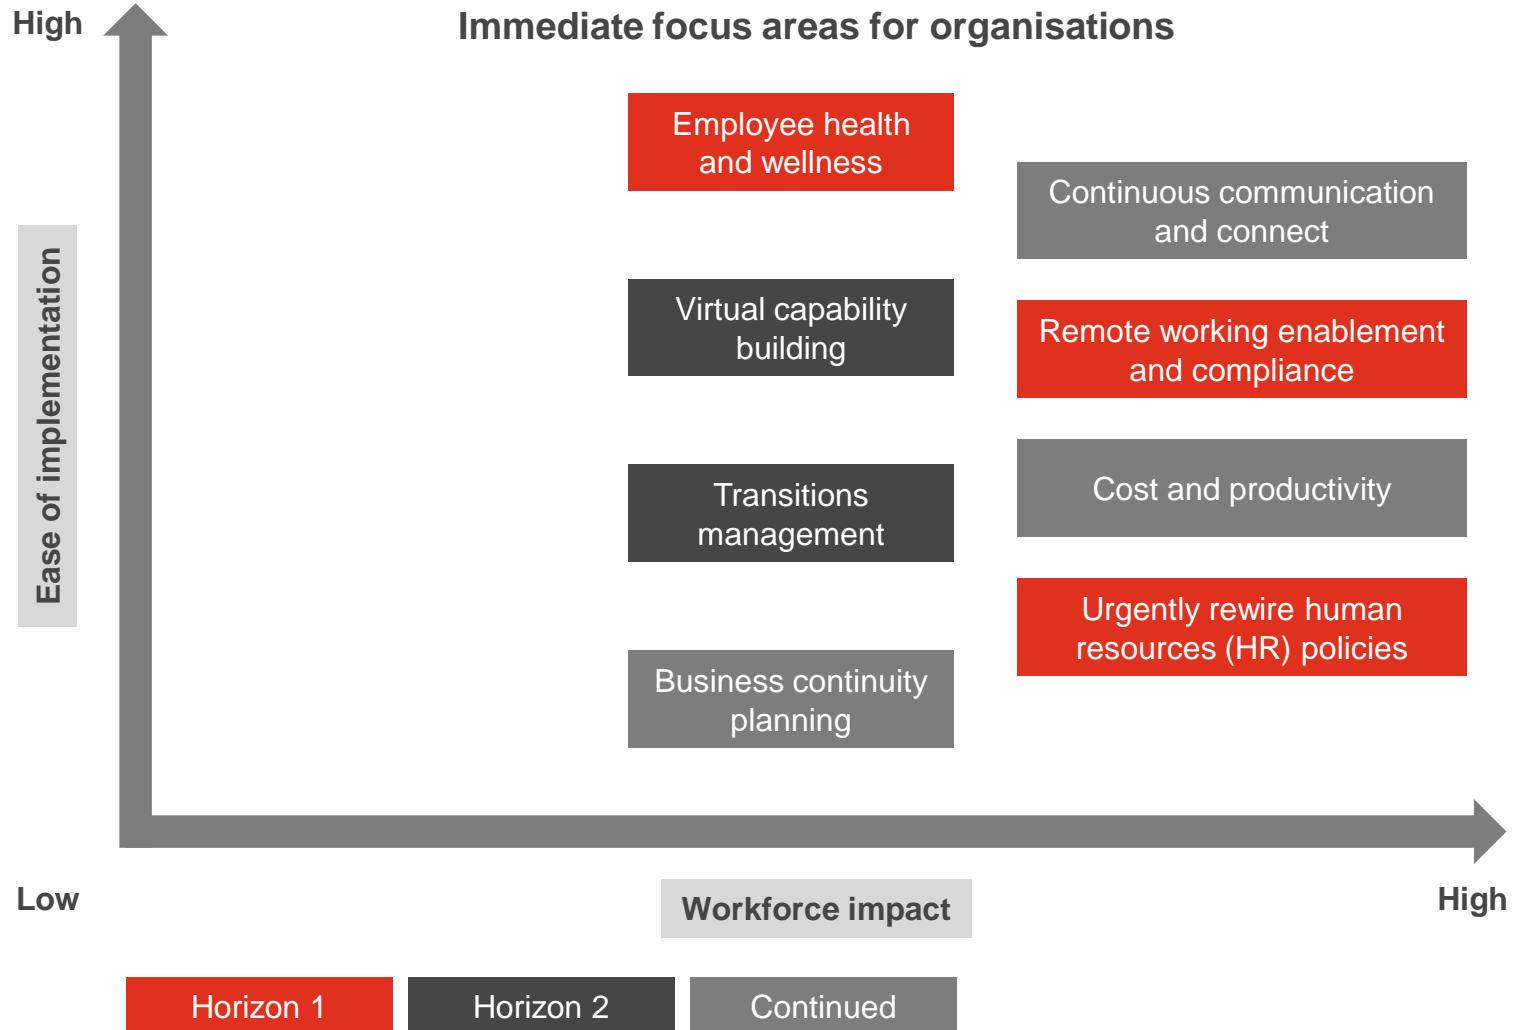 High
Immediate focus areas for organisations
Employee health
and wellness
Continuous communication
and connect
Virtual capability
building
Remote working enablement
and compliance
Ease of implementation
Transitions
management
Cost and productivity
Urgently rewire human
resources (HR) policies
Business continuity
planning
Low
Workforce impact
High
Horizon 1
Horizon 2
Continued